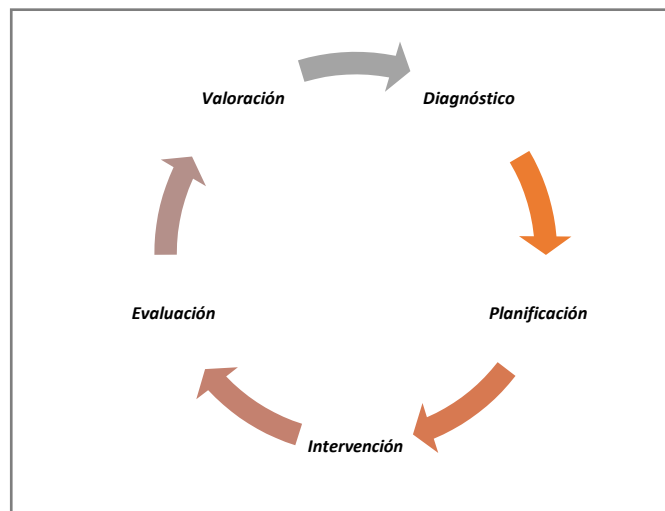 Valoración
Diagnóstico
Planificación
Intervención
Evaluación